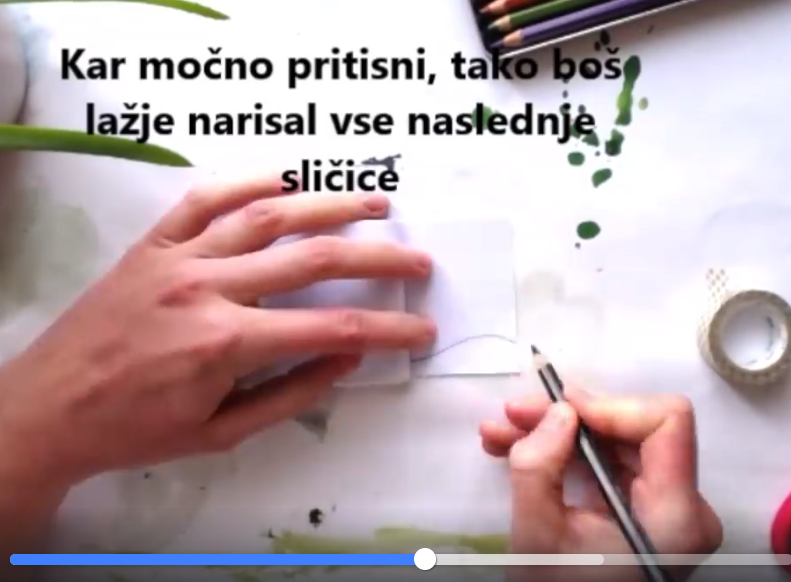 Kar močno pritisni, tako boš
lažje narisal vse naslednje
sličice